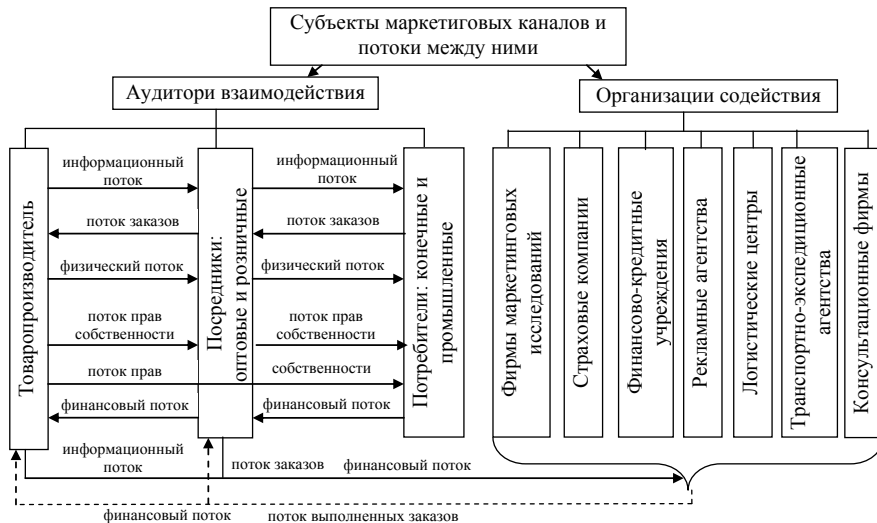 Субъекты маркетиговых каналов и
потоки между ними
Аудитори взаимодействия
Организации содействия
Товаропроизводитель
информационный
поток
поток заказов
физический поток
поток прав
собственности
поток прав
финансовый поток
Посредники:
оптовые и розничные
информационный
поток
поток заказов
физический поток
поток прав
собственности
собственности
финансовый поток
Потребители: конечные и
промышленные
Фирмы маркетинговых
исследований
Страховые компании
Финансово-кредитные
учреждения
Рекламные агентства
Логистические центры
Транспортно-экспедиционные
агентства
Консультационные фирмы
информационный
поток
поток заказов
финансовый поток
финансовый поток
поток выполненных заказов